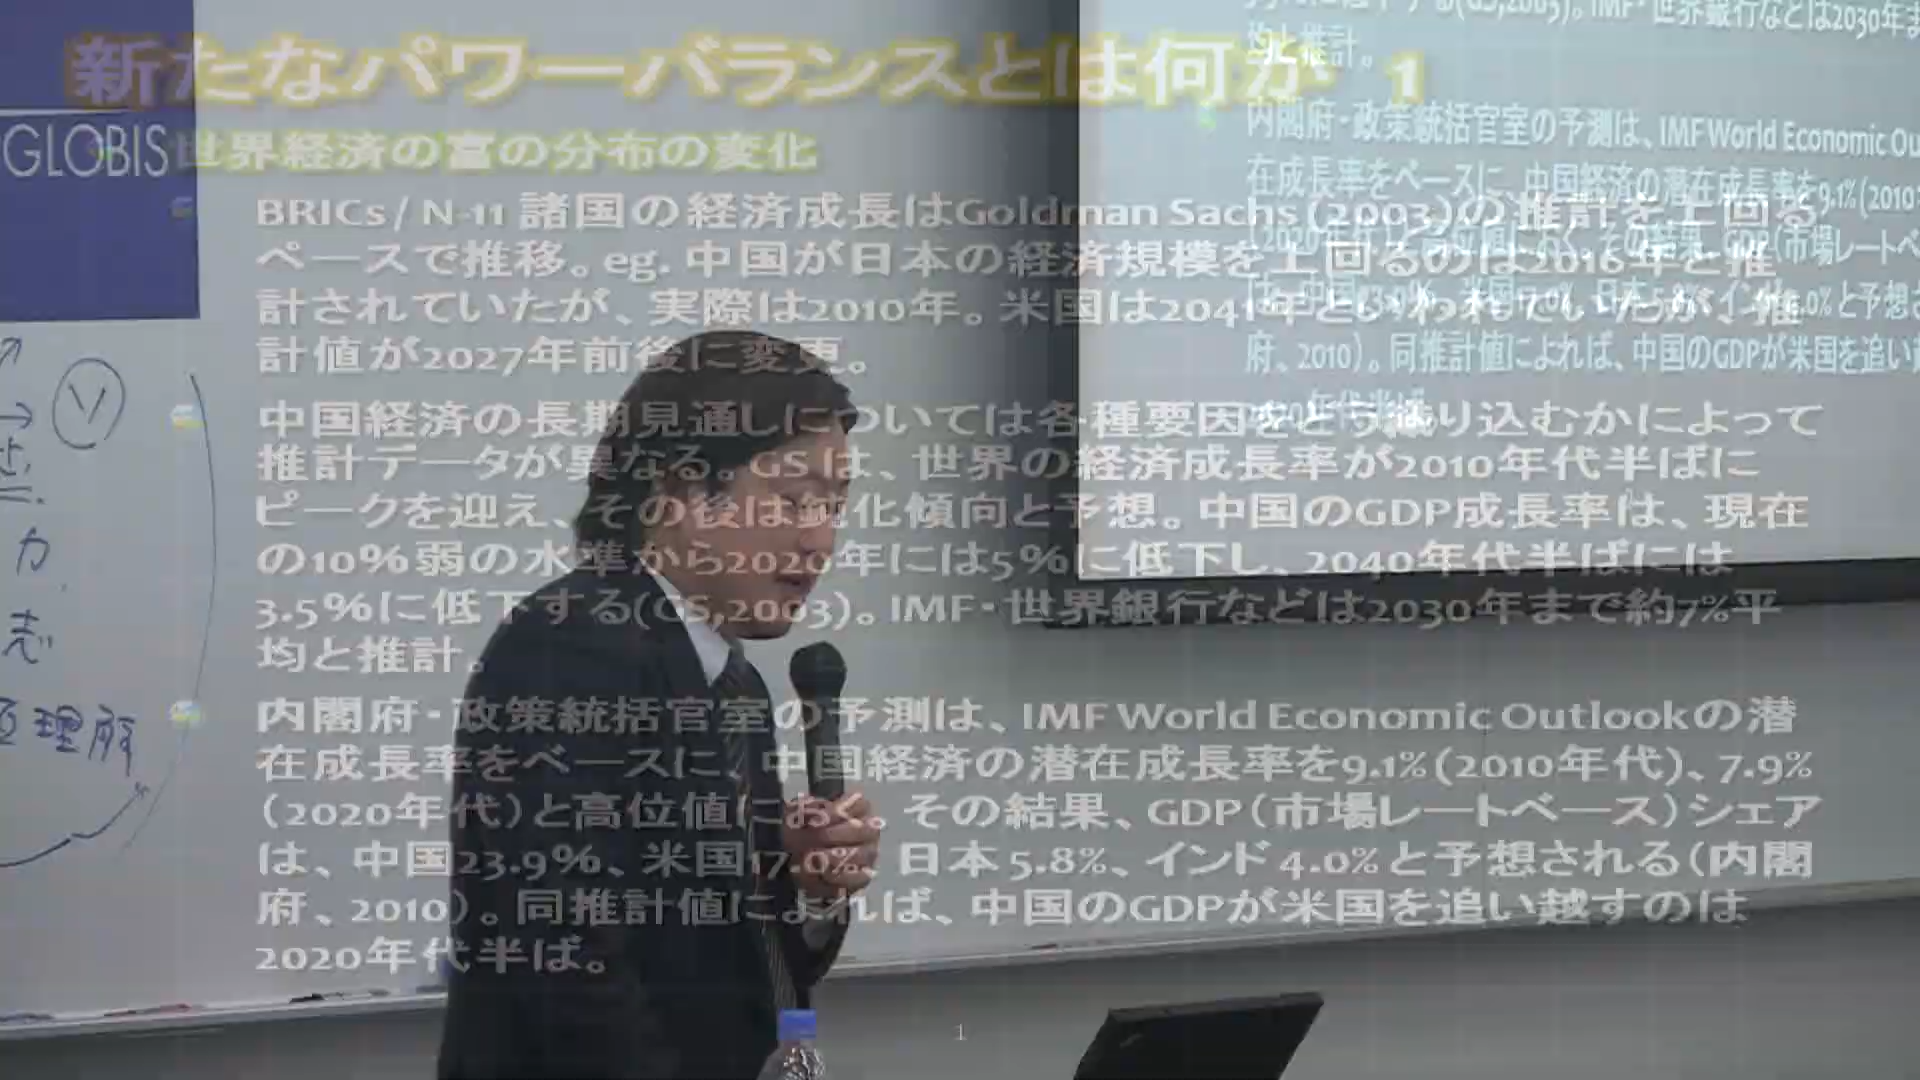 新たなパワーバランスとは何か 1
GLOBIS
世界経済の富の分布の変化
BRICs / N-11 諸国の経済成長はGoldman Sachs (2003)の推計を上回る
ペースで推移。eg. 中国が日本の経済規模を上回るのは2016年と推
計されていたが、実際は2010年。米国は2041年といわれていたが、推
計値が2027年前後に変更。
中国経済の長期見通しについては各種要因をどう織り込むかによって
推計データが異なる。GSは、世界の経済成長率が2010年代半ばに
ピークを迎え、その後は鈍化傾向と予想。中国のGDP成長率は、現在
の10%弱の水準から2020年には5%に低下し、2040年代半ばには
3.5%に低下する(GS,2003)。IMF・世界銀行などは2030年まで約7%平
均と推計。
内閣府・政策統括官室の予測は、IMF World Economic Outlookの潜
在成長率をベースに、中国経済の潜在成長率を9.1%(2010年代)、7.9%
(2020年代)と高位値におく。その結果、GDP(市場レートベース)シェア
は、中国23.9%、米国17.0%、日本5.8%、インド4.0%と予想される(内閣
府、2010)。同推計値によれば、中国のGDPが米国を追い越すのは
2020年代半ば。
1
均と推計。
内閣府・政策統括官室の予測は、IMF World Economic Ou
在成長率をベースに、中国経済の潜在成長率を9.1%(2010
府、2010)。同推計値によれば、中国のGDPが米国を追い
2020年代半ば。
V
力
志
理解